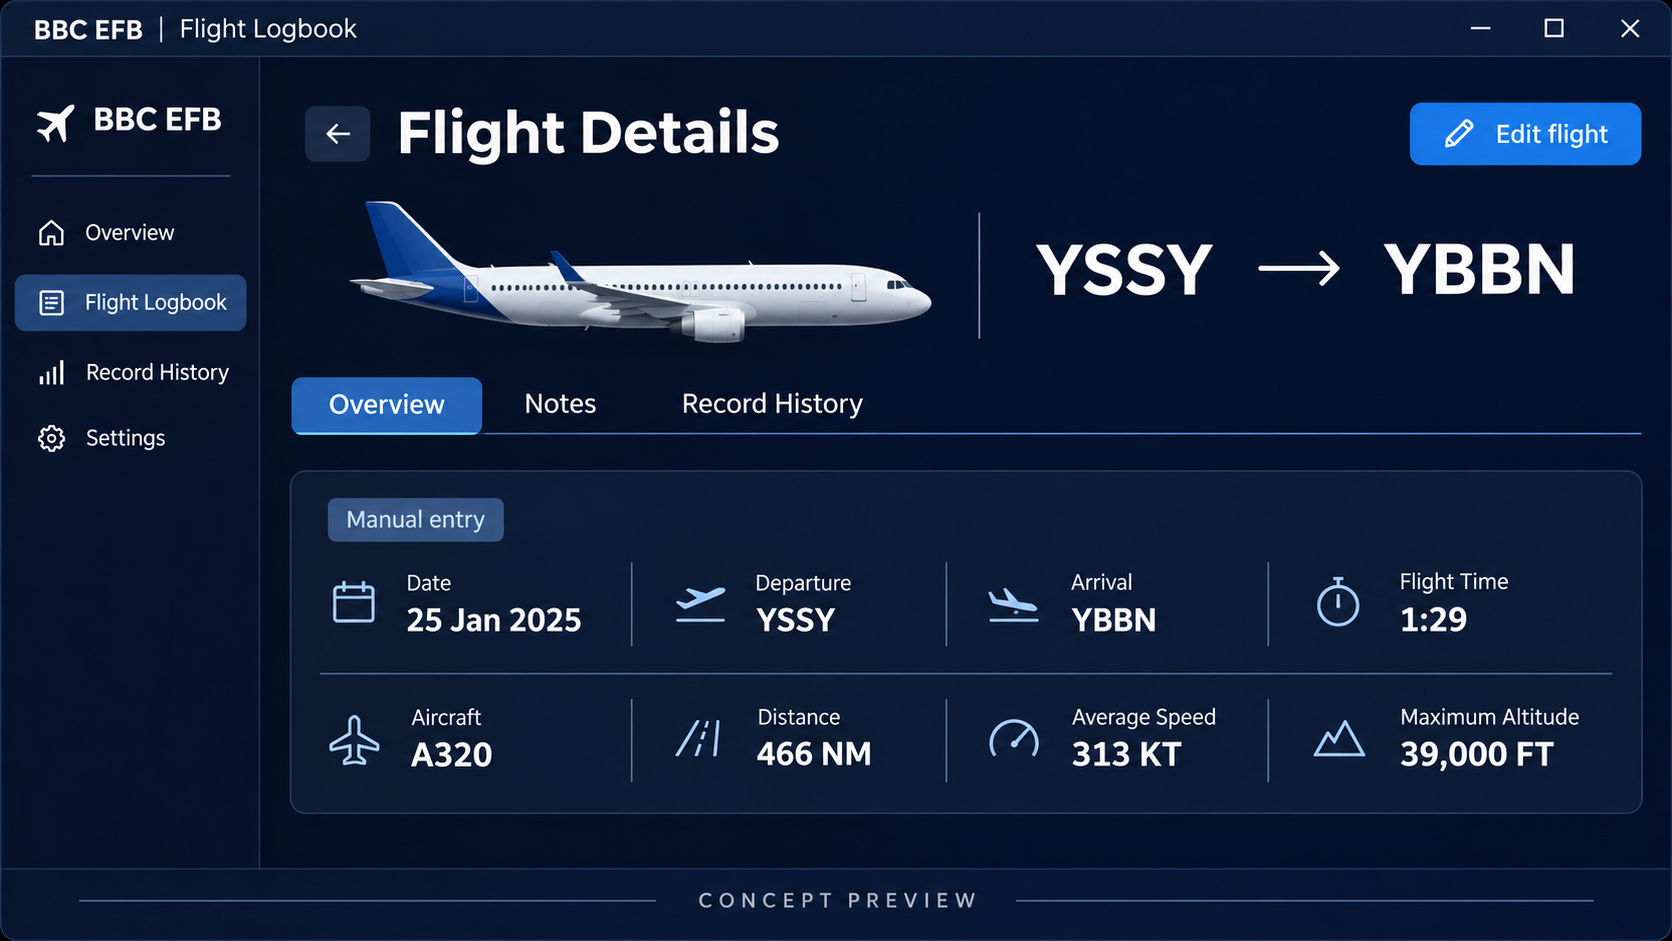 BBC EFB | Flight Logbook
BBC EFB
Overview
Flight Logbook
Record History
Settings
Flight Details
Edit flight
YSSY → YBBN
Overview
Notes
Record History
Manual entry
Date
25 Jan 2025
Departure
YSSY
Arrival
YBBN
Flight Time
1:29
Aircraft
A320
Distance
466 NM
Average Speed
313 KT
Maximum Altitude
39,000 FT
CONCEPT PREVIEW